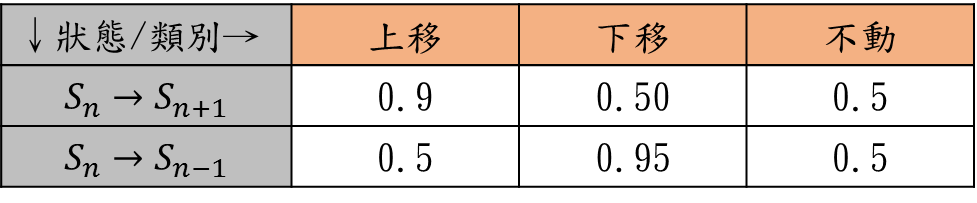 ↓狀態/類別→ 上移 下移 不動
Sₙ → Sₙ₊₁ 0.9 0.50 0.5
Sₙ → Sₙ₋₁ 0.5 0.95 0.5